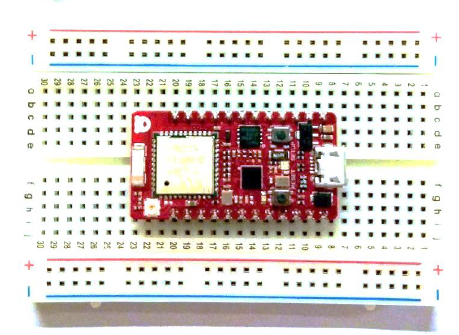 + +
- -
30 29 28 27 26 25 24 23 22 21 20 19 18 17 16 15 14 13 12 11 10 9 8 7 6 5 4 3 2 1
a a
b b
c c
d d
e e
f f
g g
h h
i i
j j
30 29 28 27 26 25 24 23 22 21 20 19 18 17 16 15 14 13 12 11 10 9 8 7 6 5 4 3 2 1
+ +
- -